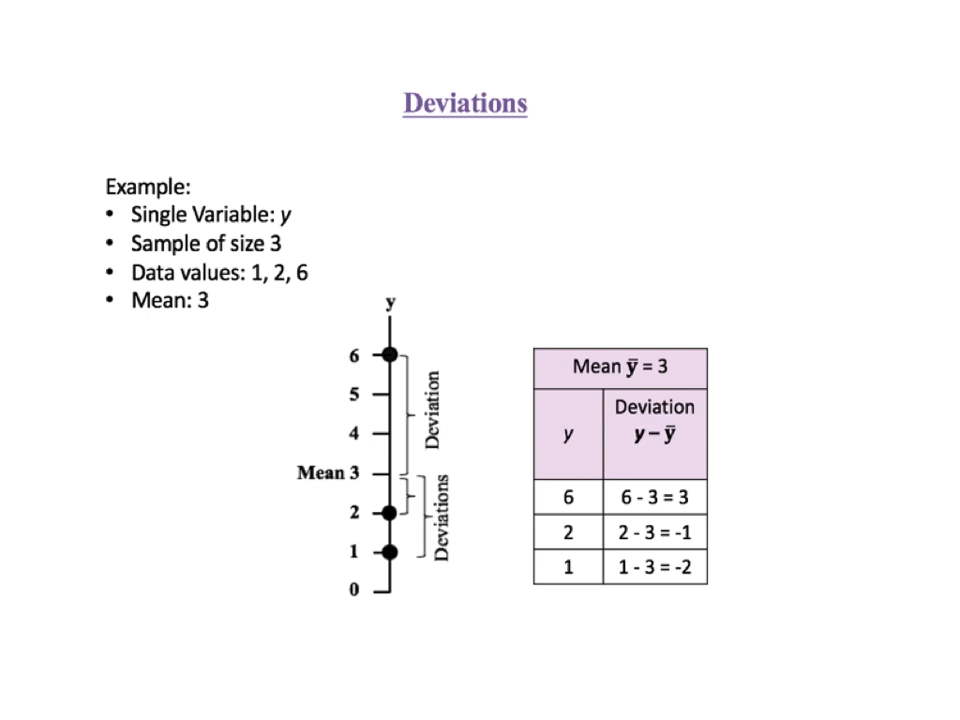 Deviations
Example:
• Single Variable: y
• Sample of size 3
• Data values: 1, 2, 6
• Mean: 3
y
6
5
4
Mean 3
2
1
0
Deviation
Deviations
Mean ȳ = 3
y
Deviation
y – ȳ
6 6 - 3 = 3
2 2 - 3 = -1
1 1 - 3 = -2